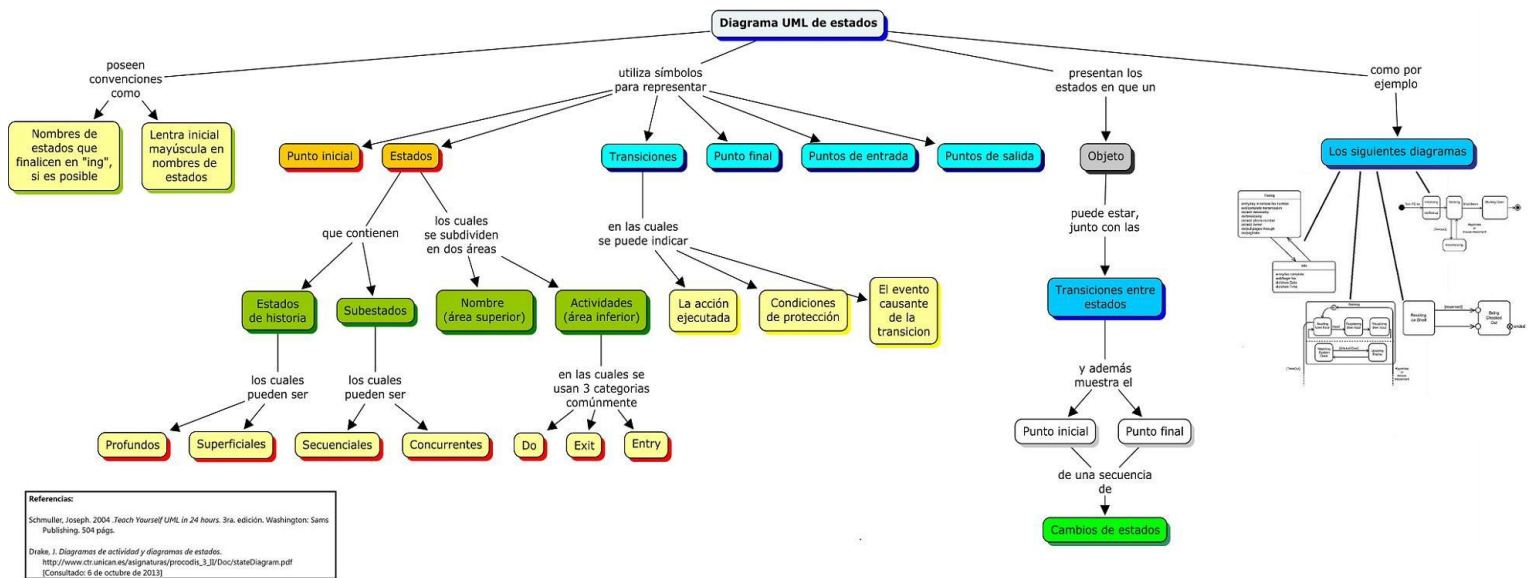 Diagrama UML de estados
poseen
convenciones
como
utiliza símbolos
para representar
presentan los
estados en que un
como por
ejemplo
Nombres de
estados que
finalicen en "ing",
si es posible
Lentra inicial
mayúscula en
nombres de
estados
Punto inicial
Estados
Transiciones
Punto final
Puntos de entrada
Puntos de salida
Objeto
Los siguientes diagramas
que contienen
los cuales
se subdividen
en dos áreas
en las cuales
se puede indicar
puede estar,
junto con las
Estados
de historia
Subestados
Nombre
(área superior)
Actividades
(área inferior)
La acción
ejecutada
Condiciones
de protección
El evento
causante
de la
transicion
Transiciones entre
estados
los cuales
pueden ser
los cuales
pueden ser
en las cuales se
usan 3 categorias
comúnmente
y además
muestra el
Profundos
Superficiales
Secuenciales
Concurrentes
Do
Exit
Entry
Punto inicial
Punto final
de una secuencia
de
Cambios de estados
Referencias:
Schmuller, Joseph. 2004 .Teach Yourself UML in 24 hours. 3ra. edición. Washington: Sams
Publishing. 504 págs.
Drake, J. Diagramas de actividad y diagramas de estados.
http://www.ctr.unican.es/asignaturas/procodis_3_II/Doc/stateDiagram.pdf
[Consultado: 6 de octubre de 2013]